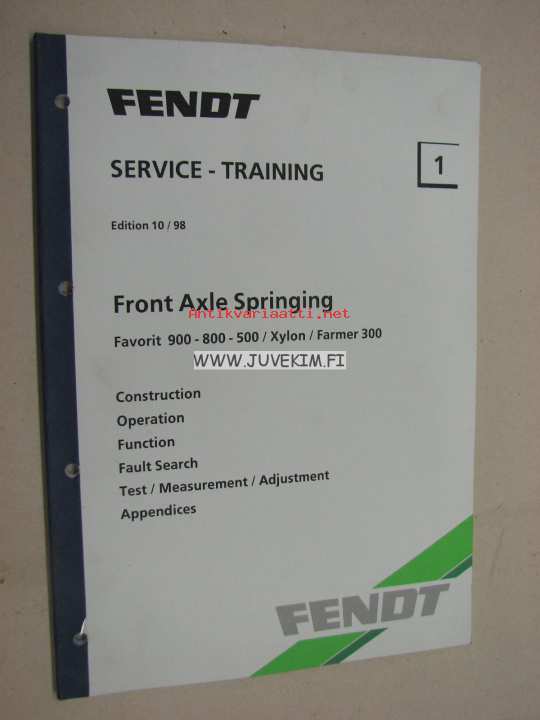 FENDT
SERVICE - TRAINING
1
Edition 10 / 98
Front Axle Springing
Antikvariaatti.net
Favorit 900 - 800 - 500 / Xylon / Farmer 300
WWW.JUVEKIM.FI
Construction
Operation
Function
Fault Search
Test / Measurement / Adjustment
Appendices
FENDT